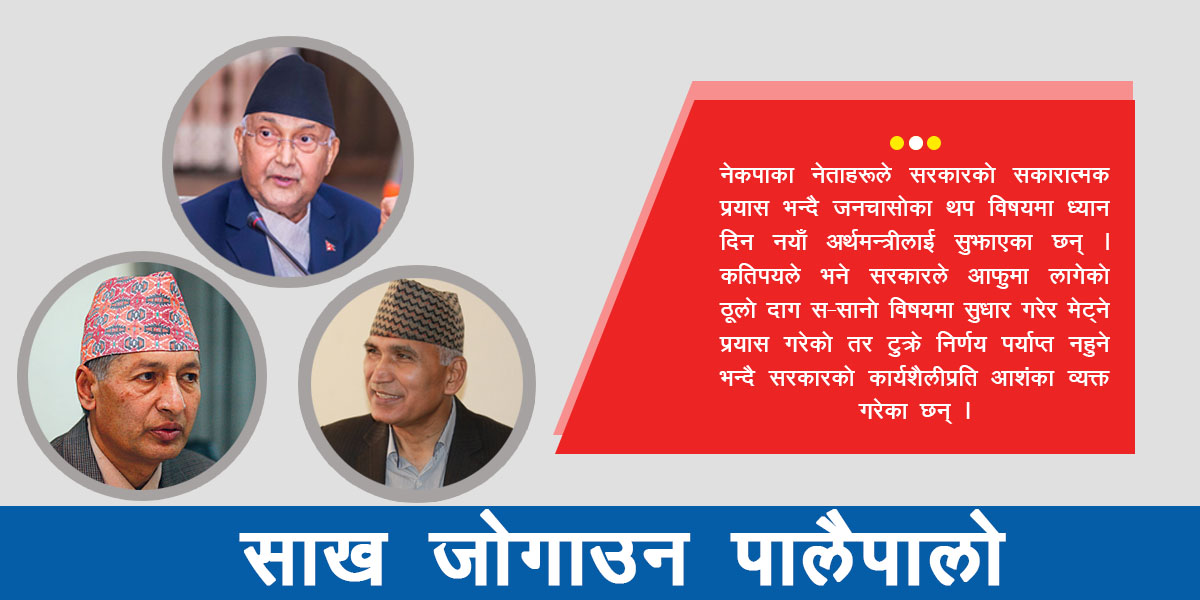 नेकपाका नेताहरूले सरकारको सकारात्मक
प्रयास भन्दै जनचासोका थप विषयमा ध्यान
दिन नयाँ अर्थमन्त्रीलाई सुझाएका छन् ।
कतिपयले भने सरकारले आफुमा लागेको
ठूलो दाग स-सानो विषयमा सुधार गरेर मेट्ने
प्रयास गरेको तर टुक्रे निर्णय पर्याप्त नहुने
भन्दै सरकारको कार्यशैलीप्रति आशंका व्यक्त
गरेका छन् ।
साख जोगाउन पालैपालो